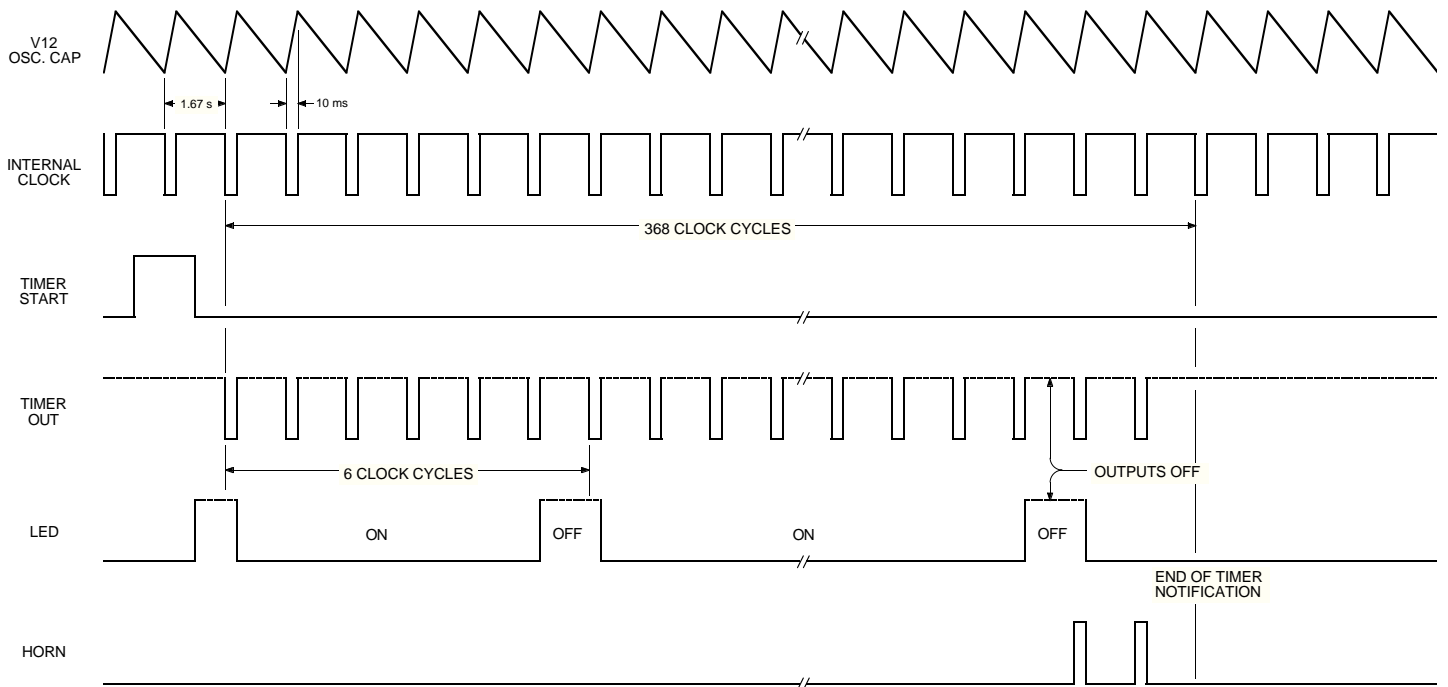 V12
OSC. CAP
1.67 s
10 ms
INTERNAL
CLOCK
368 CLOCK CYCLES
TIMER
START
TIMER
OUT
6 CLOCK CYCLES
OUTPUTS OFF
LED
ON
OFF
ON
OFF
END OF TIMER
NOTIFICATION
HORN